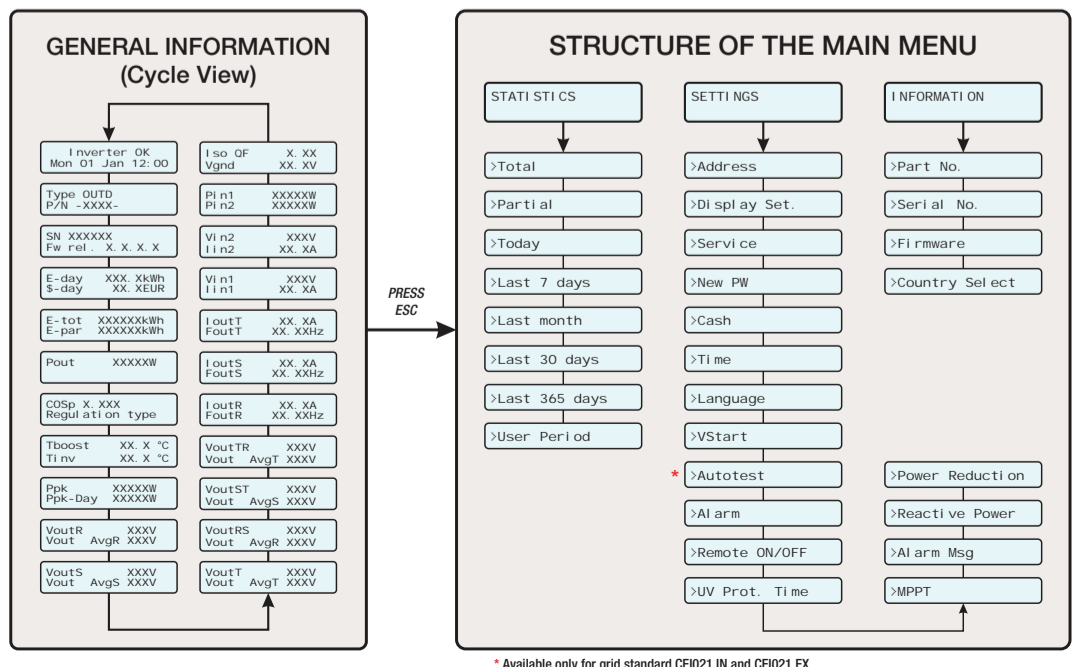 GENERAL INFORMATION
(Cycle View)
Inverter OK
Mon 01 Jan 12:00
Type OUTD
P/N -XXXX-
SN XXXXXX
Fw rel. X.X.X.X
E-day XXX.XkWh
$-day XX.XEUR
E-tot XXXXXXkWh
E-par XXXXXXkWh
Pout XXXXXW
COSp X.XXX
Regulation type
Tboost XX.X °C
Tinv XX.X °C
Ppk XXXXXW
Ppk-Day XXXXXW
VoutR XXXV
Vout AvgR XXXV
VoutS XXXV
Vout AvgS XXXV
Iso QF X.XX
Vgnd XX.XV
Pin1 XXXXXW
Pin2 XXXXXW
Vin2 XXXV
Iin2 XX.XA
Vin1 XXXV
Iin1 XX.XA
IoutT XX.XA
FoutT XX.XXHz
IoutS XX.XA
FoutS XX.XXHz
IoutR XX.XA
FoutR XX.XXHz
VoutTR XXXV
Vout AvgT XXXV
VoutST XXXV
Vout AvgS XXXV
VoutRS XXXV
Vout AvgR XXXV
VoutT XXXV
Vout AvgT XXXV
PRESS
ESC
STRUCTURE OF THE MAIN MENU
STATISTICS
>Total
>Partial
>Today
>Last 7 days
>Last month
>Last 30 days
>Last 365 days
>User Period
SETTINGS
>Address
>Display Set.
>Service
>New PW
>Cash
>Time
>Language
>VStart
* >Autotest
>Alarm
>Remote ON/OFF
>UV Prot. Time
INFORMATION
>Part No.
>Serial No.
>Firmware
>Country Select
>Power Reduction
>Reactive Power
>Alarm Msg
>MPPT
* Available only for grid standard CEI021 IN and CEI021 EX